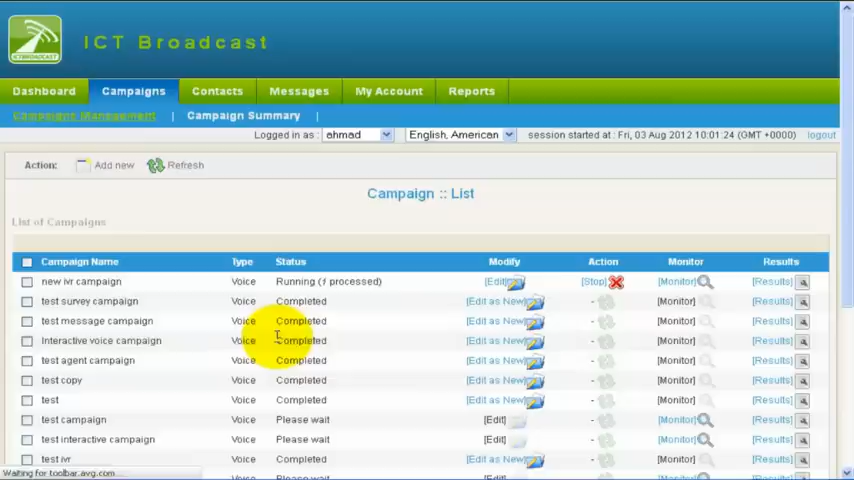 ICTBROADCAST
ICT Broadcast
Dashboard Campaigns Contacts Messages My Account Reports
Campaigns Management | Campaign Summary |
Logged in as : ahmad English, American session started at : Fri, 03 Aug 2012 10:01:24 (GMT +0000) logout
Action: Add new Refresh
Campaign :: List
List of Campaigns
Campaign Name Type Status Modify Action Monitor Results
new ivr campaign Voice Running (1 processed) [Edit] [Stop] [Monitor] [Results]
test survey campaign Voice Completed [Edit as New] - [Monitor] [Results]
test message campaign Voice Completed [Edit as New] - [Monitor] [Results]
Interactive voice campaign Voice Completed [Edit as New] - [Monitor] [Results]
test agent campaign Voice Completed [Edit as New] - [Monitor] [Results]
test copy Voice Completed [Edit as New] - [Monitor] [Results]
test Voice Completed [Edit as New] - [Monitor] [Results]
test campaign Voice Please wait [Edit] - [Monitor] [Results]
test interactive campaign Voice Please wait [Edit] - [Monitor] [Results]
test ivr Voice Completed [Edit as New] - [Monitor] [Results]
Waiting for toolbar.avg.com...